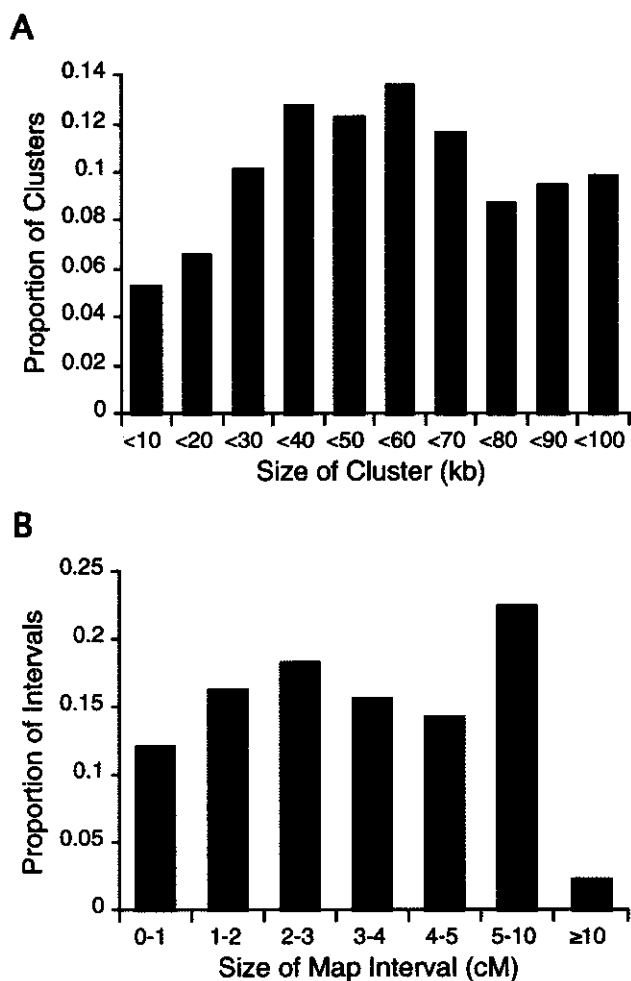 A
Proportion of Clusters
0.14
0.12
0.1
0.08
0.06
0.04
0.02
0
<10 <20 <30 <40 <50 <60 <70 <80 <90 <100
Size of Cluster (kb)
B
Proportion of Intervals
0.25
0.2
0.15
0.1
0.05
0
0-1 1-2 2-3 3-4 4-5 5-10 ≥10
Size of Map Interval (cM)